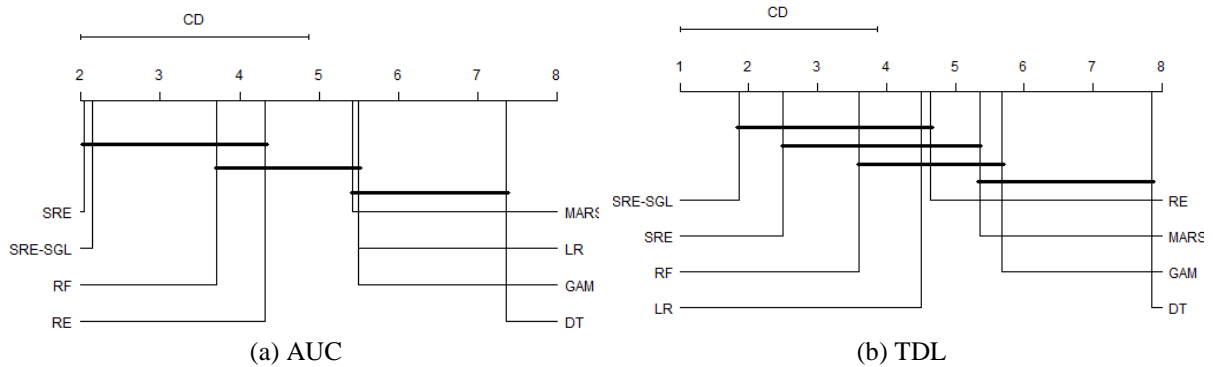 CD
2 3 4 5 6 7 8
SRE
SRE-SGL
RF
RE
MARS
LR
GAM
DT
(a) AUC
CD
1 2 3 4 5 6 7 8
SRE-SGL
SRE
RF
LR
RE
MARS
GAM
DT
(b) TDL